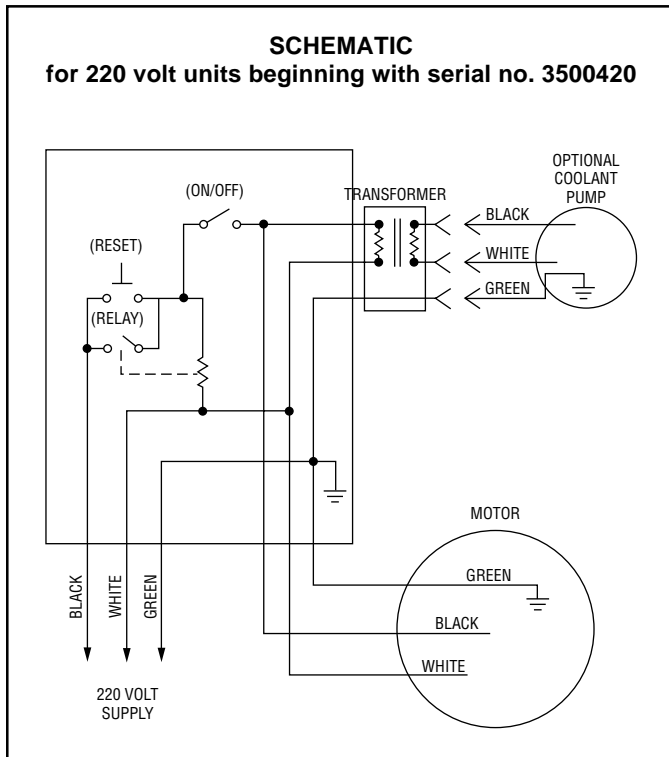 SCHEMATIC
for 220 volt units beginning with serial no. 3500420
(ON/OFF)
TRANSFORMER
OPTIONAL
COOLANT
PUMP
BLACK
WHITE
GREEN
(RESET)
(RELAY)
MOTOR
GREEN
BLACK
WHITE
BLACK
WHITE
GREEN
220 VOLT
SUPPLY